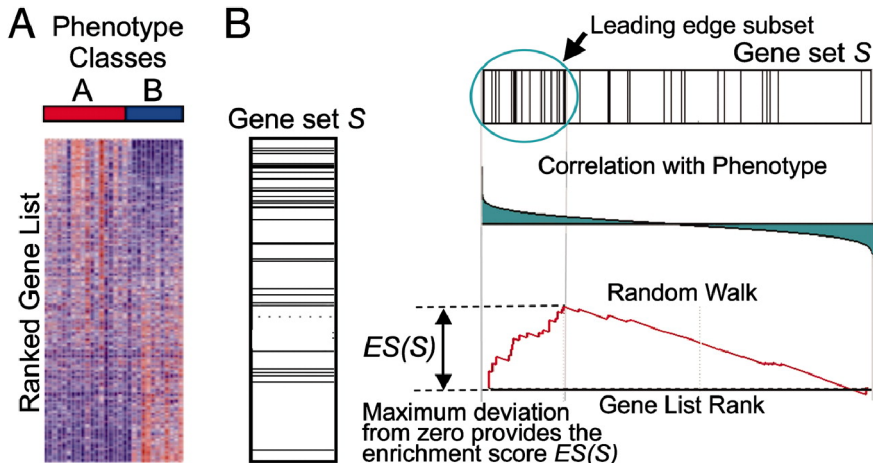 A
Phenotype
Classes
A B
Ranked Gene List
B
Gene set S
Leading edge subset
Gene set S
Correlation with Phenotype
Random Walk
ES(S)
Gene List Rank
Maximum deviation
from zero provides the
enrichment score ES(S)